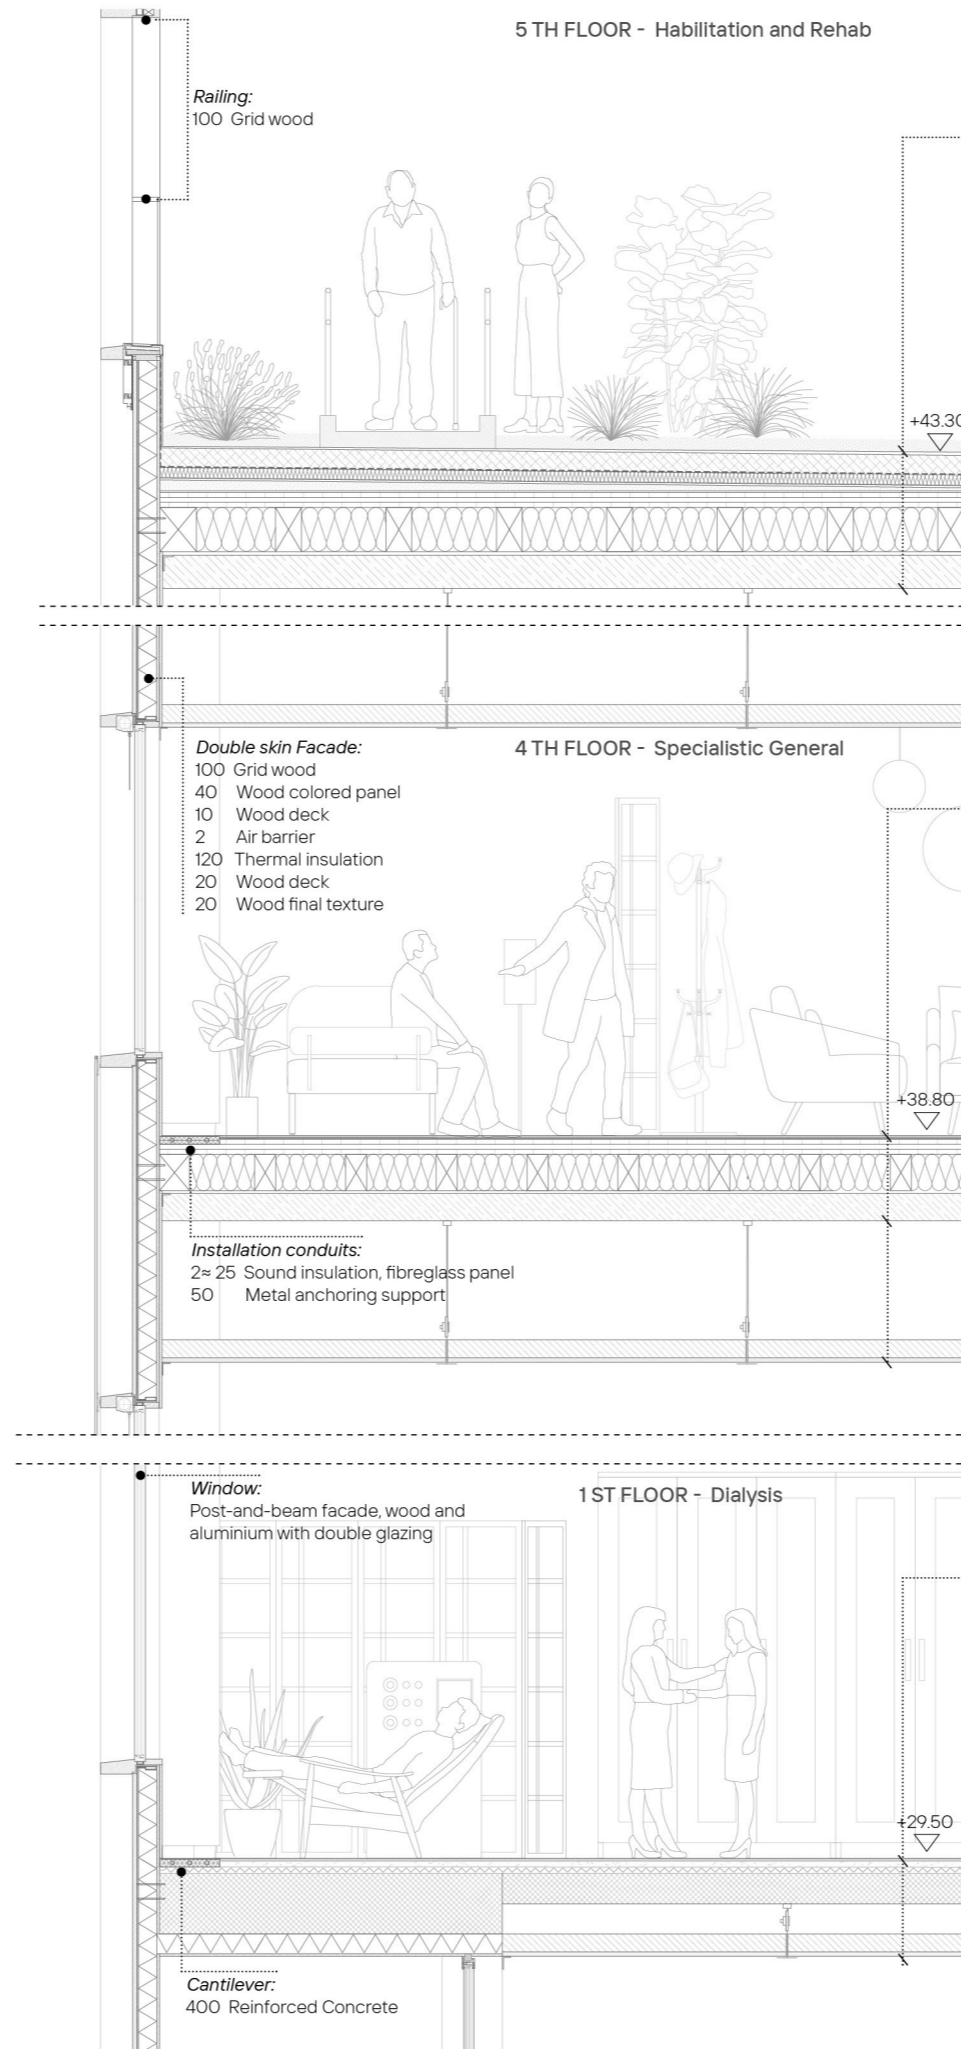 5 TH FLOOR - Habilitation and Rehab
Railing:
100 Grid wood
+43.30
Double skin Facade:
100 Grid wood
40 Wood colored panel
10 Wood deck
2 Air barrier
120 Thermal insulation
20 Wood deck
20 Wood final texture
4 TH FLOOR - Specialistic General
+38.80
Installation conduits:
2≈ 25 Sound insulation, fibreglass panel
50 Metal anchoring support
Window:
Post-and-beam facade, wood and
aluminium with double glazing
1 ST FLOOR - Dialysis
+29.50
Cantilever:
400 Reinforced Concrete